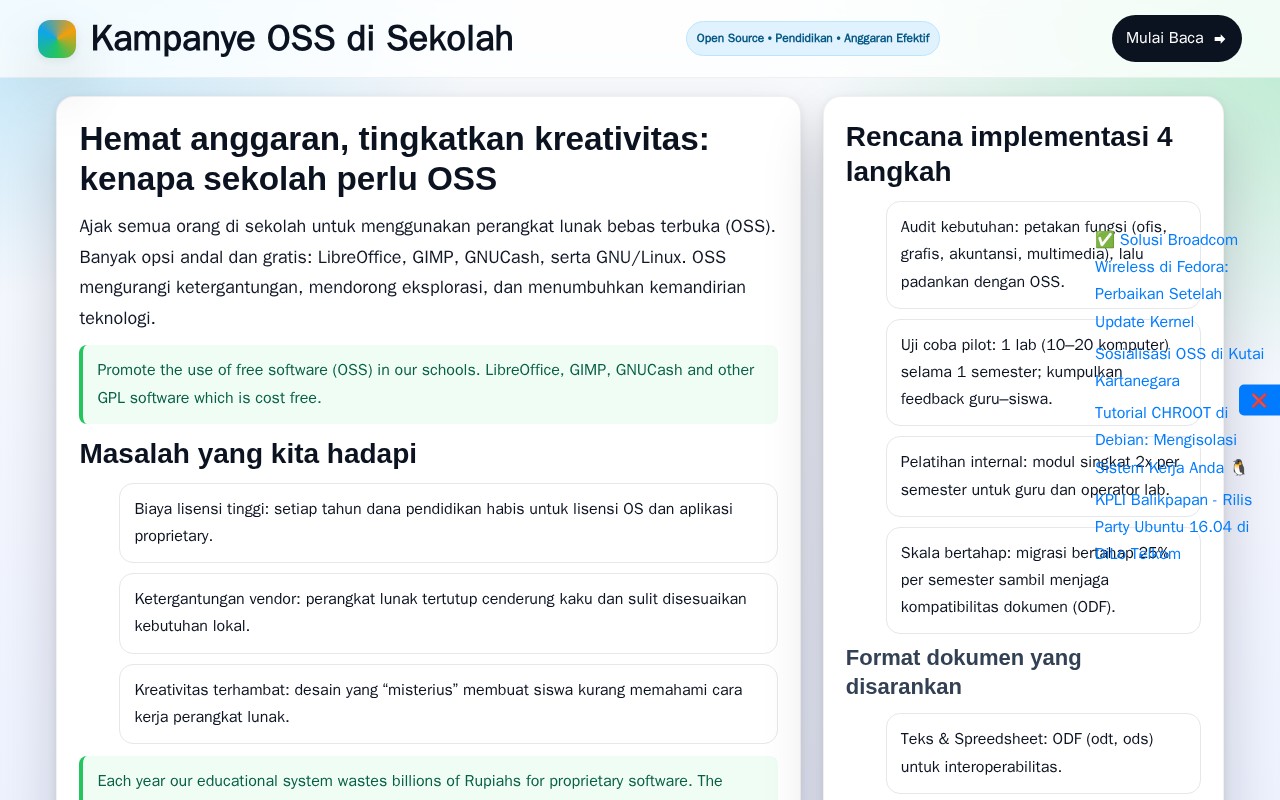 Kampanye OSS di Sekolah
Open Source • Pendidikan • Anggaran Efektif
Mulai Baca ➡
Hemat anggaran, tingkatkan kreativitas:
kenapa sekolah perlu OSS
Ajak semua orang di sekolah untuk menggunakan perangkat lunak bebas terbuka (OSS).
Banyak opsi andal dan gratis: LibreOffice, GIMP, GNUCash, serta GNU/Linux. OSS
mengurangi ketergantungan, mendorong eksplorasi, dan menumbuhkan kemandirian
teknologi.
Promote the use of free software (OSS) in our schools. LibreOffice, GIMP, GNUCash and other
GPL software which is cost free.
Masalah yang kita hadapi
Biaya lisensi tinggi: setiap tahun dana pendidikan habis untuk lisensi OS dan aplikasi
proprietary.
Ketergantungan vendor: perangkat lunak tertutup cenderung kaku dan sulit disesuaikan
kebutuhan lokal.
Kreativitas terhambat: desain yang “misterius” membuat siswa kurang memahami cara
kerja perangkat lunak.
Each year our educational system wastes billions of Rupiahs for proprietary software. The
Rencana implementasi 4
langkah
Audit kebutuhan: petakan fungsi (ofis,
grafis, akuntansi, multimedia), lalu
padankan dengan OSS.
Uji coba pilot: 1 lab (10–20 komputer)
selama 1 semester; kumpulkan
feedback guru–siswa.
Pelatihan internal: modul singkat 2x per
semester untuk guru dan operator lab.
Skala bertahap: migrasi bertahap 25%
per semester sambil menjaga
kompatibilitas dokumen (ODF).
Format dokumen yang
disarankan
Teks & Spreedsheet: ODF (odt, ods)
untuk interoperabilitas.
✅ Solusi Broadcom
Wireless di Fedora:
Perbaikan Setelah
Update Kernel
Sosialisasi OSS di Kutai
Kartanegara
Tutorial CHROOT di
Debian: Mengisolasi
Sistem Kerja Anda 🐧
KPLI Balikpapan - Rilis
Party Ubuntu 16.04 di
Telkom
❌